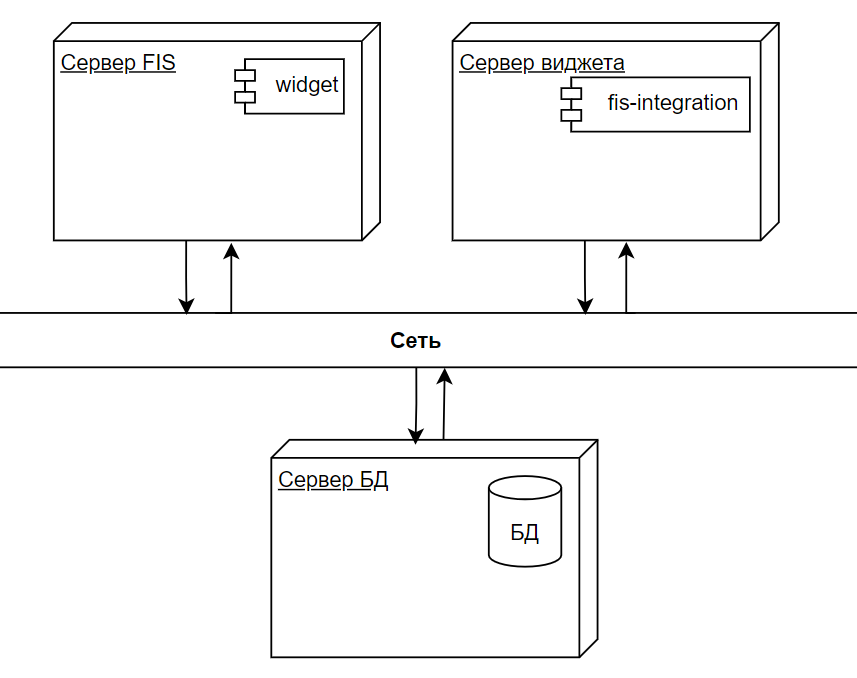 Сервер FIS
widget
Сервер виджета
fis-integration
Сеть
Сервер БД
БД